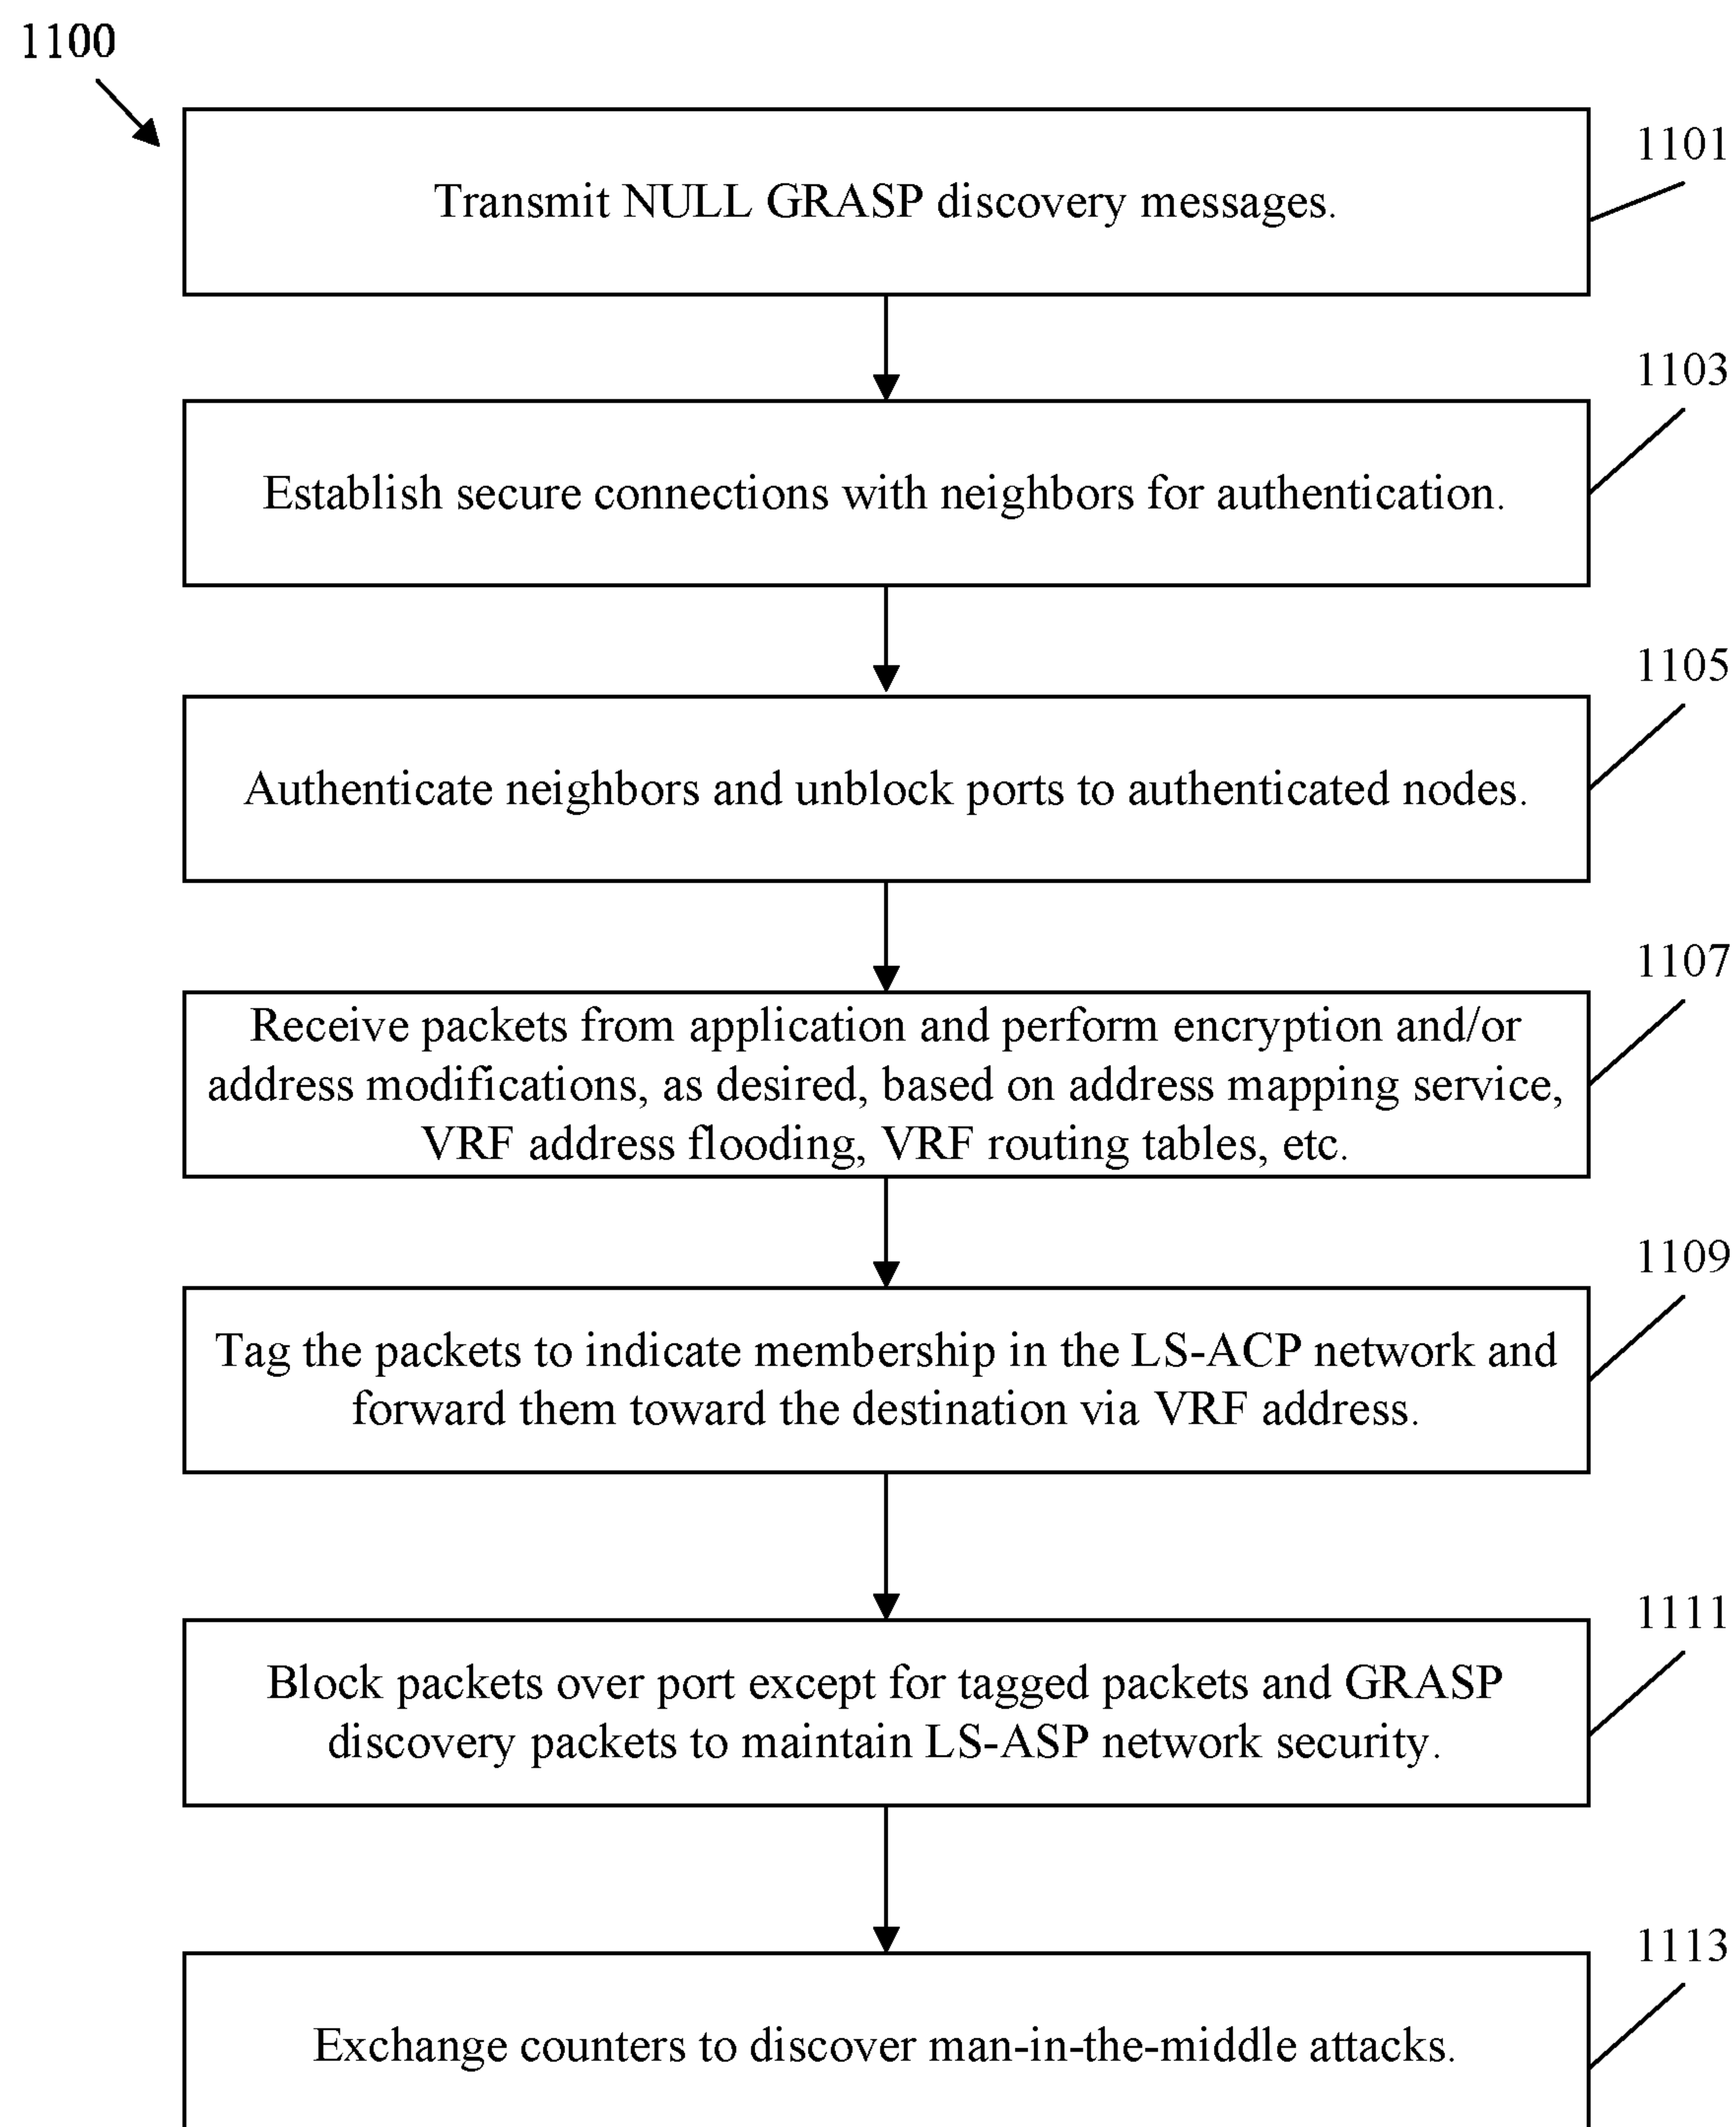 1100
1101
Transmit NULL GRASP discovery messages.
1103
Establish secure connections with neighbors for authentication.
1105
Authenticate neighbors and unblock ports to authenticated nodes.
1107
Receive packets from application and perform encryption and/or
address modifications, as desired, based on address mapping service,
VRF address flooding, VRF routing tables, etc.
1109
Tag the packets to indicate membership in the LS-ACP network and
forward them toward the destination via VRF address.
1111
Block packets over port except for tagged packets and GRASP
discovery packets to maintain LS-ASP network security.
1113
Exchange counters to discover man-in-the-middle attacks.